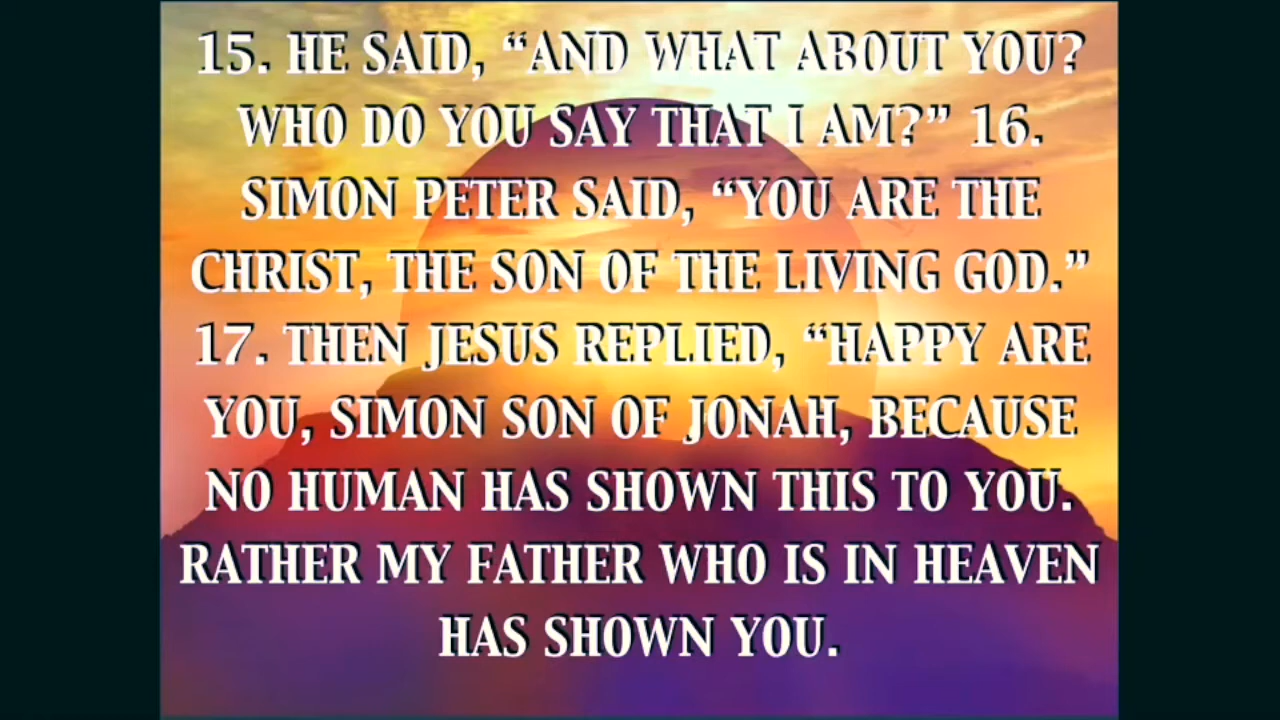 15. HE SAID, “AND WHAT ABOUT YOU?
WHO DO YOU SAY THAT I AM?” 16.
SIMON PETER SAID, “YOU ARE THE
CHRIST, THE SON OF THE LIVING GOD.”
17. THEN JESUS REPLIED, “HAPPY ARE
YOU, SIMON SON OF JONAH, BECAUSE
NO HUMAN HAS SHOWN THIS TO YOU.
RATHER MY FATHER WHO IS IN HEAVEN
HAS SHOWN YOU.